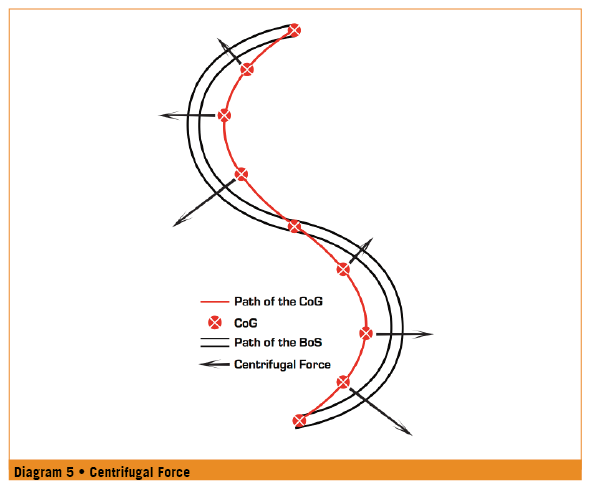 Path of the CoG
CoG
Path of the BoS
Centrifugal Force
Diagram 5 • Centrifugal Force